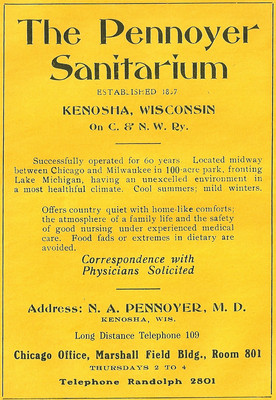 The Pennoyer
Sanitarium
ESTABLISHED 1857
KENOSHA, WISCONSIN
On C. & N. W. Ry.
Successfully operated for 60 years. Located midway
between Chicago and Milwaukee in 100-acre park, fronting
Lake Michigan, having an unexcelled environment in
a most healthful climate. Cool summers; mild winters.
Offers country quiet with home-like comforts;
the atmosphere of a family life and the safety
of good nursing under experienced medical
care. Food fads or extremes in dietary are
avoided.
Correspondence with
Physicians Solicited
Address: N. A. PENNOYER, M. D.
KENOSHA, WIS.
Long Distance Telephone 109
Chicago Office, Marshall Field Bldg., Room 801
THURSDAYS 2 TO 4
Telephone Randolph 2801